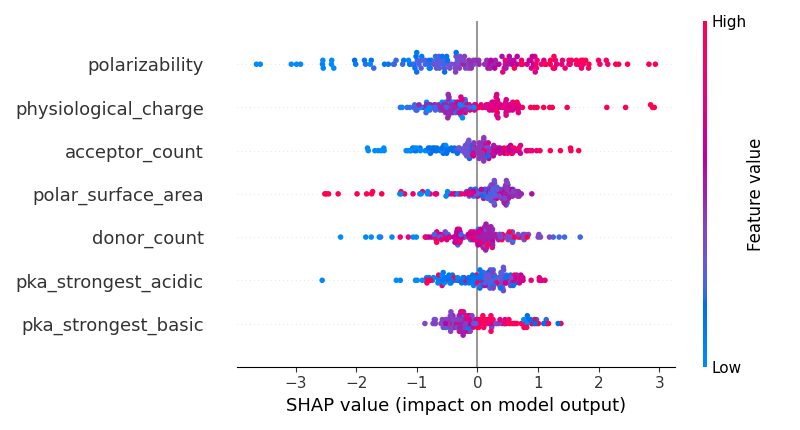 High
polarizability
physiological_charge
acceptor_count
polar_surface_area
donor_count
pka_strongest_acidic
pka_strongest_basic
Feature value
Low
−3 −2 −1 0 1 2 3
SHAP value (impact on model output)